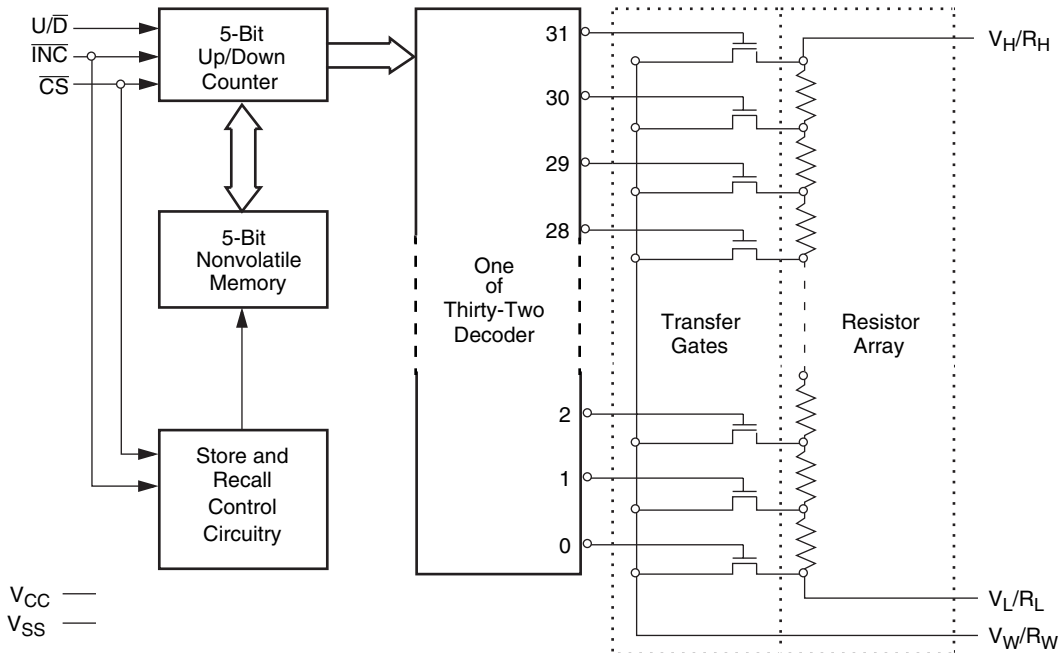 U/D̅
I̅N̅C̅
C̅S̅
5-Bit
Up/Down
Counter
5-Bit
Nonvolatile
Memory
Store and
Recall
Control
Circuitry
VCC
VSS
One
of
Thirty-Two
Decoder
31
30
29
28
2
1
0
Transfer
Gates
Resistor
Array
VH/RH
VL/RL
VW/RW